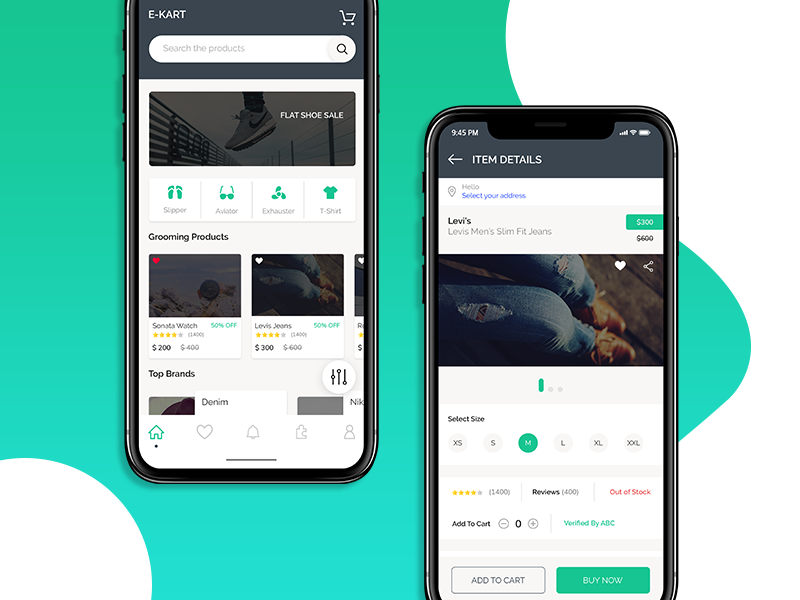 E-KART
Search the products
FLAT SHOE SALE
Slipper
Aviator
Exhauster
T-Shirt
Grooming Products
Sonata Watch
50% OFF
(1400)
$ 200
$ 400
Levis Jeans
50% OFF
(1400)
$ 300
$ 600
R
$
Top Brands
Denim
Nik
9:45 PM
ITEM DETAILS
Hello
Select your address
Levi's
Levis Men's Slim Fit Jeans
$300
$600
Select Size
XS
S
M
L
XL
XXL
(1400)
Reviews (400)
Out of Stock
Add To Cart
0
Verified By ABC
ADD TO CART
BUY NOW